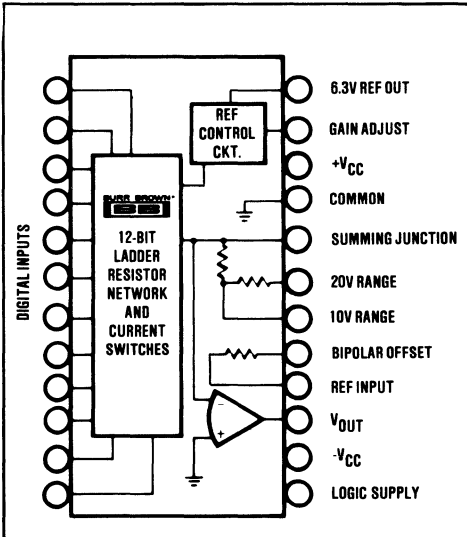 6.3V REF OUT
REF
CONTROL
CKT.
GAIN ADJUST
+VCC
COMMON
BURR BROWN
12-BIT
LADDER
RESISTOR
NETWORK
AND
CURRENT
SWITCHES
DIGITAL INPUTS
SUMMING JUNCTION
20V RANGE
10V RANGE
BIPOLAR OFFSET
REF INPUT
-
+
VOUT
-VCC
LOGIC SUPPLY